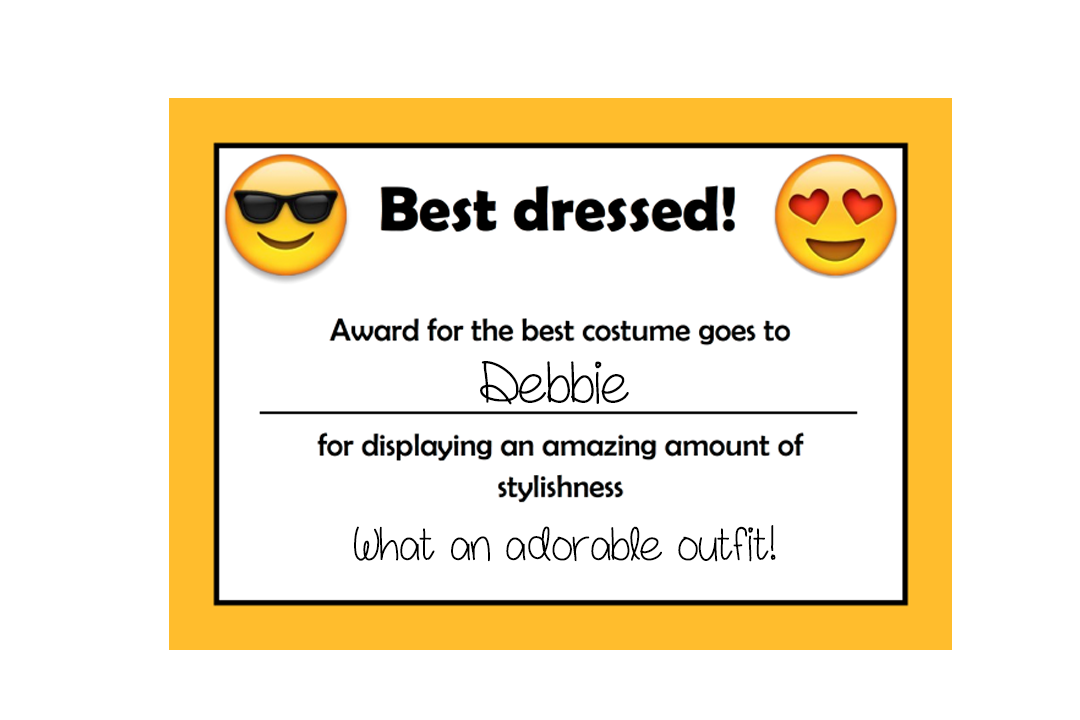 Best dressed!
Award for the best costume goes to
Debbie
for displaying an amazing amount of
stylishness
What an adorable outfit!